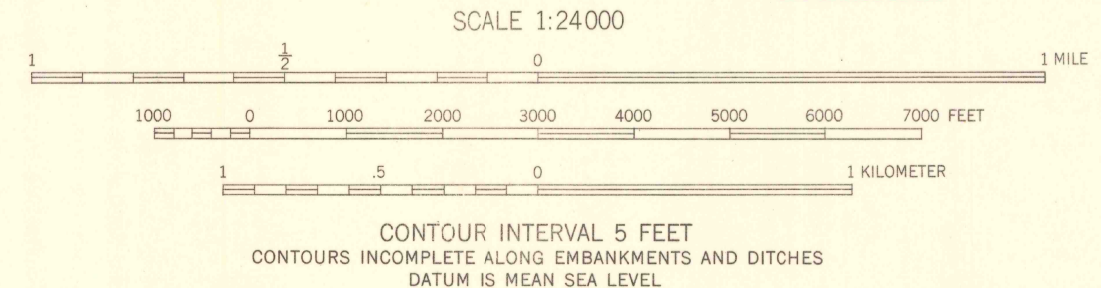 SCALE 1:24000
1 ½ 0 1 MILE
1000 0 1000 2000 3000 4000 5000 6000 7000 FEET
1 .5 0 1 KILOMETER
CONTOUR INTERVAL 5 FEET
CONTOURS INCOMPLETE ALONG EMBANKMENTS AND DITCHES
DATUM IS MEAN SEA LEVEL